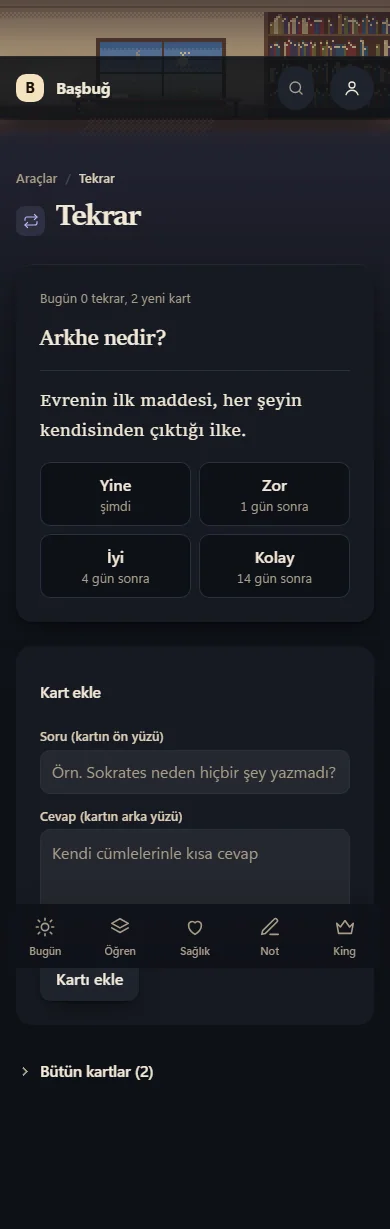 B Başbuğ
Araçlar / Tekrar
Tekrar
Bugün 0 tekrar, 2 yeni kart
Arkhe nedir?
Evrenin ilk maddesi, her şeyin
kendisinden çıktığı ilke.
Yine
şimdi
Zor
1 gün sonra
İyi
4 gün sonra
Kolay
14 gün sonra
Kart ekle
Soru (kartın ön yüzü)
Örn. Sokrates neden hiçbir şey yazmadı?
Cevap (kartın arka yüzü)
Kendi cümlelerinle kısa cevap
Bugün
Öğren
Sağlık
Not
King
Kartı ekle
Bütün kartlar (2)